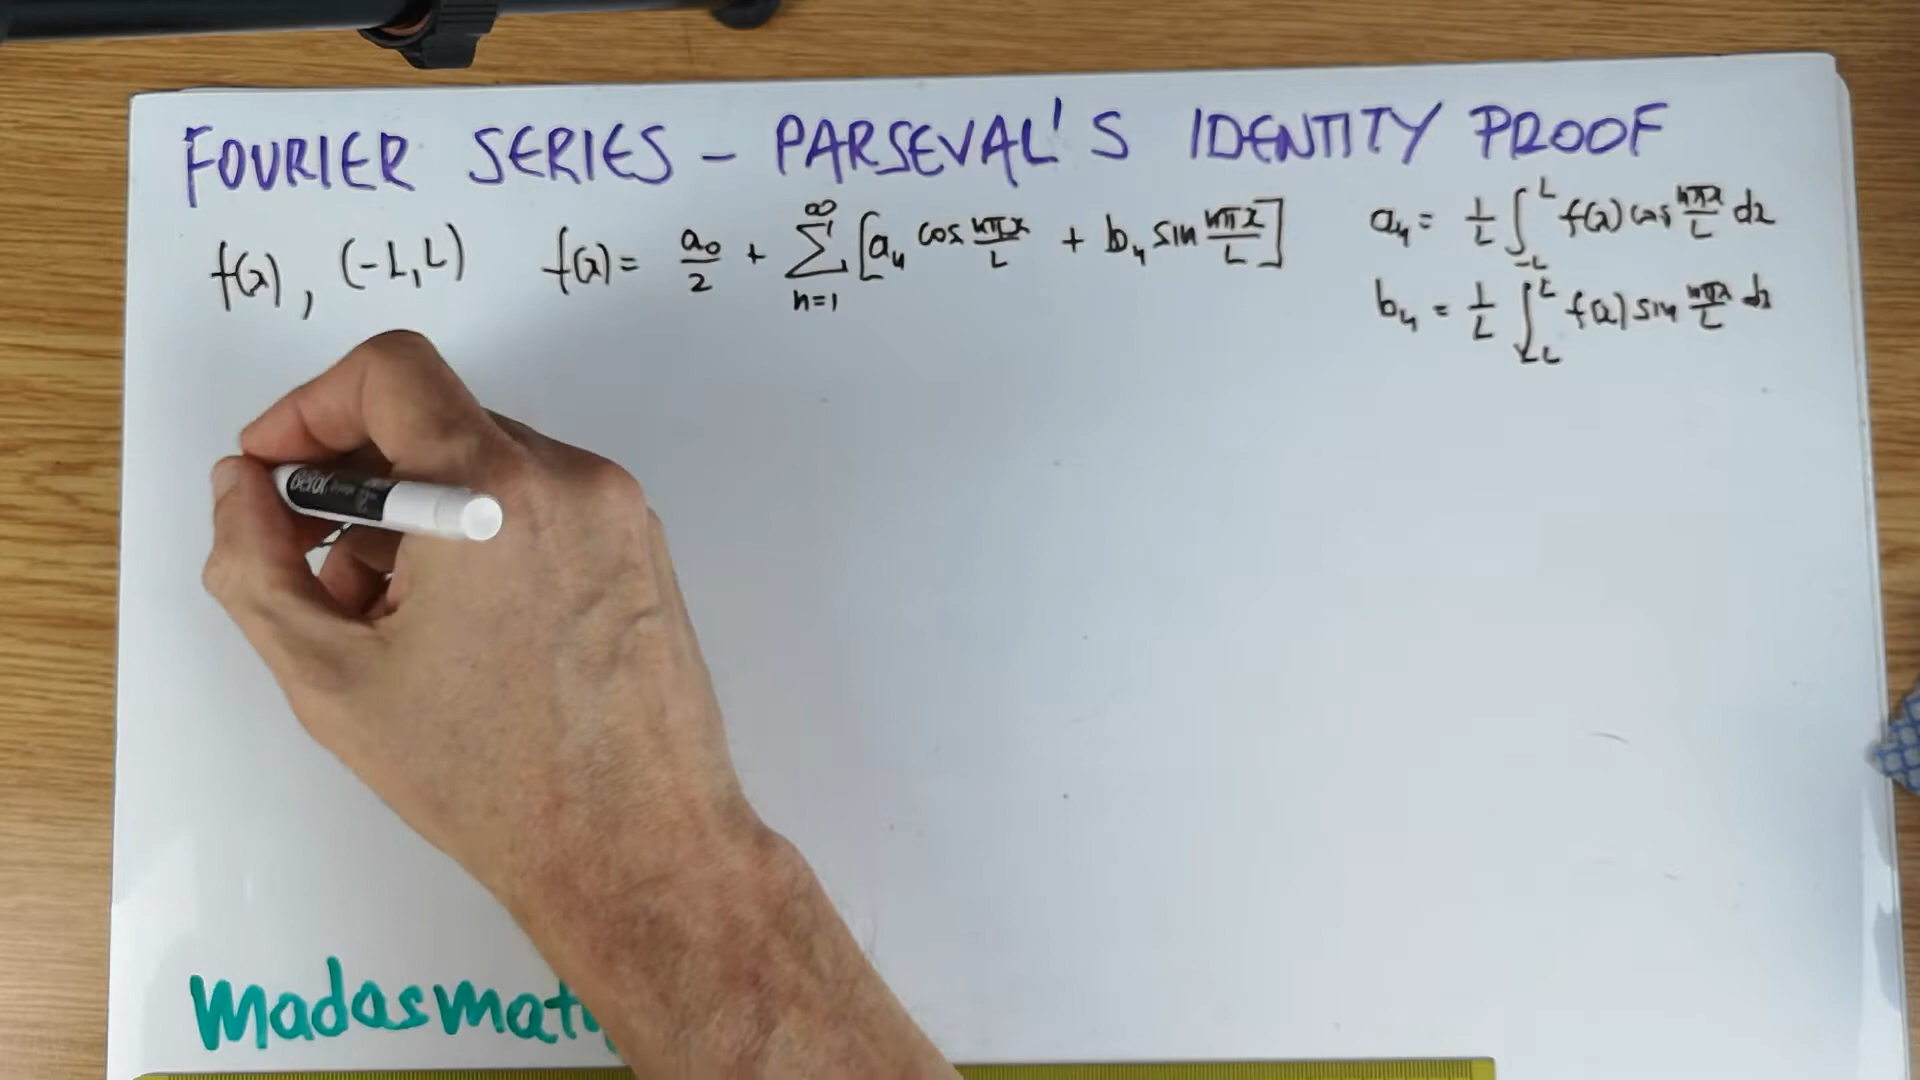 FOURIER SERIES – PARSEVAL'S IDENTITY PROOF
f(x), (-L,L) f(x) = a₀/2 + ∞∑n=1 [aₙ cos nπx/L + bₙ sin nπx/L] aₙ = 1/L ∫_{-L}^{L} f(x) cos nπx/L dx
bₙ = 1/L ∫_{-L}^{L} f(x) sin nπx/L dx
Berol
madasmat